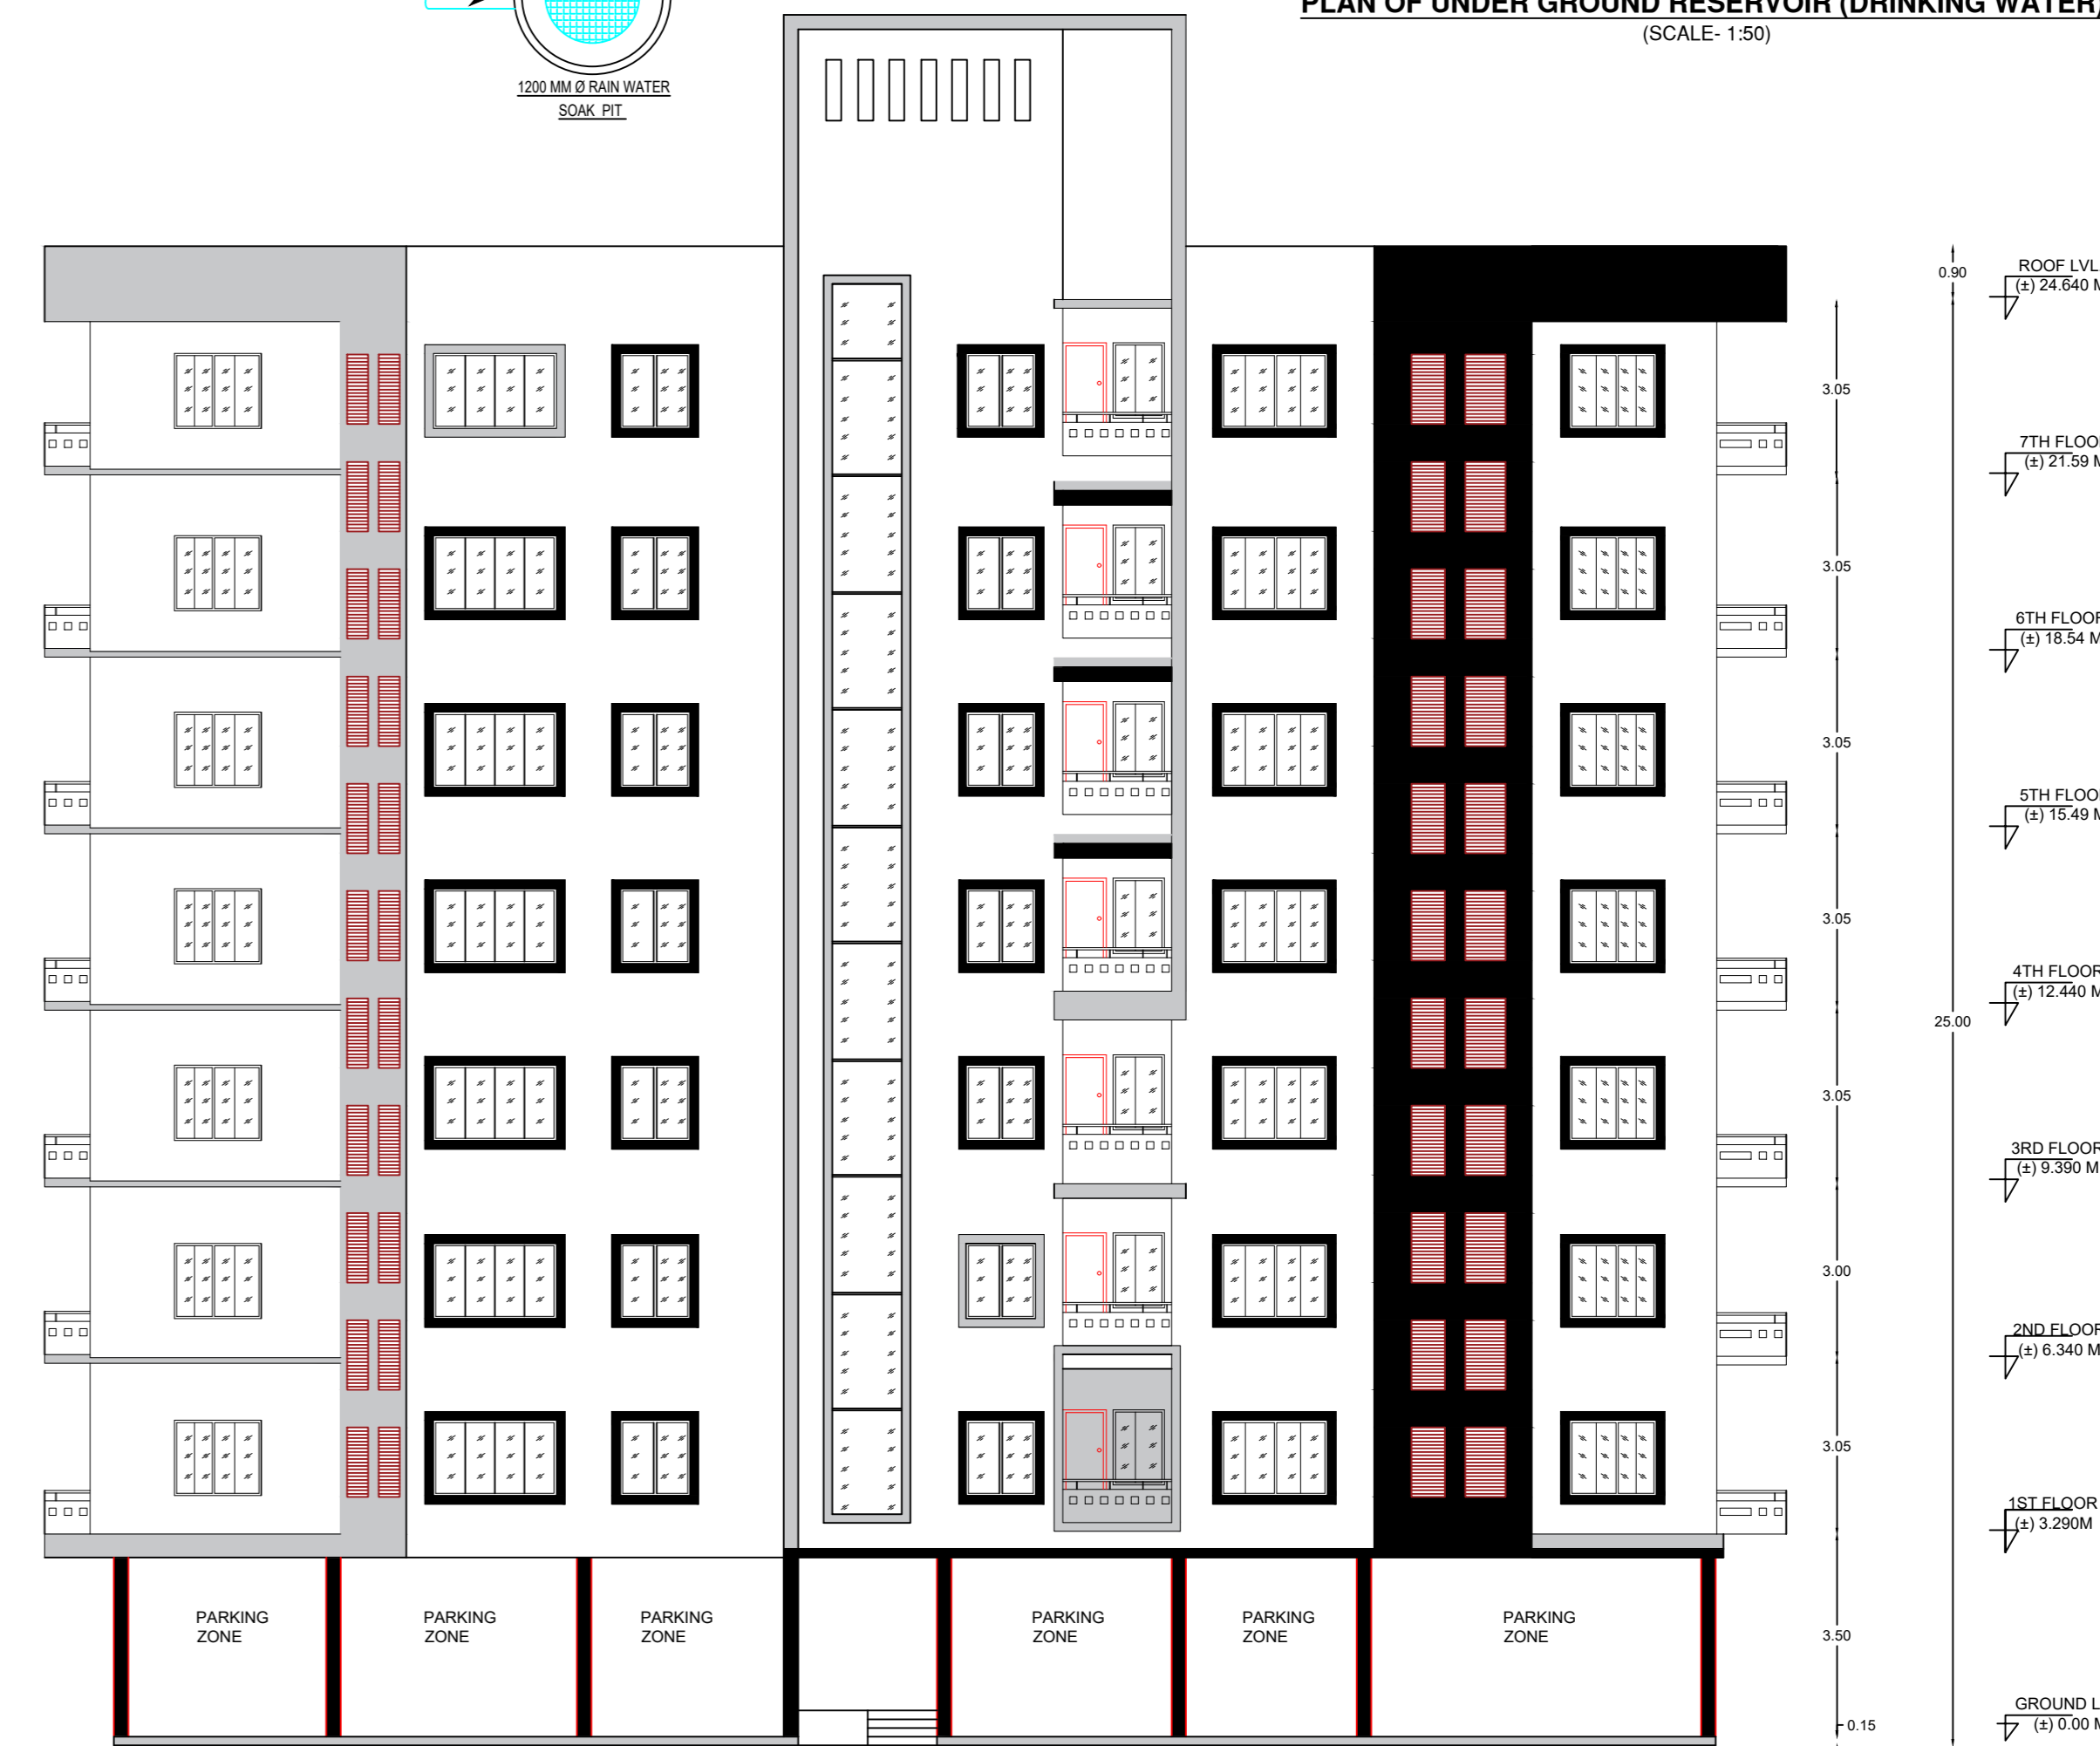 PLAN OF UNDER GROUND RESERVOIR (DRINKING WATER)
(SCALE- 1:50)
1200 MM Ø RAIN WATER
SOAK PIT
0.90
ROOF LVL
(±) 24.640 M
3.05
7TH FLOOR
(±) 21.59 M
3.05
6TH FLOOR
(±) 18.54 M
3.05
5TH FLOOR
(±) 15.49 M
3.05
4TH FLOOR
(±) 12.440 M
25.00
3.05
3RD FLOOR
(±) 9.390 M
3.00
2ND FLOOR
(±) 6.340 M
3.05
1ST FLOOR
(±) 3.290M
PARKING
ZONE
PARKING
ZONE
PARKING
ZONE
PARKING
ZONE
PARKING
ZONE
PARKING
ZONE
3.50
GROUND L
(±) 0.00 M
0.15